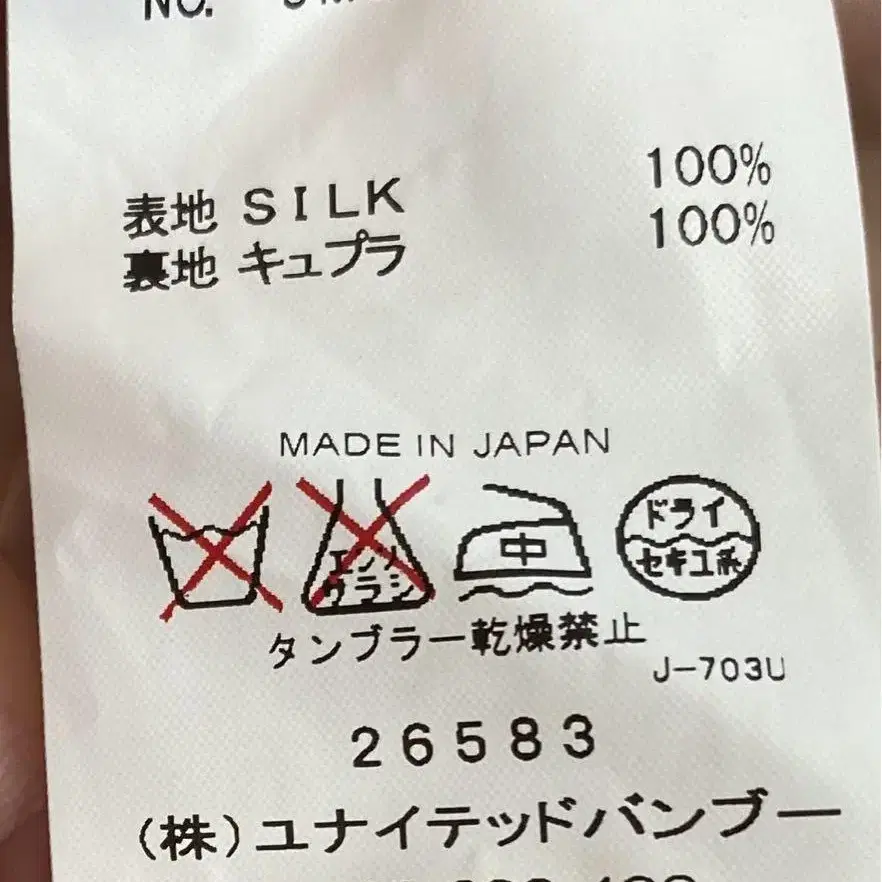 NO.
表地 SILK 100%
裏地 キュプラ 100%
MADE IN JAPAN
エンソ
サラシ
中
ドライ
セキユ系
タンブラー乾燥禁止
J-703U
26583
(株)ユナイテッドバンブー